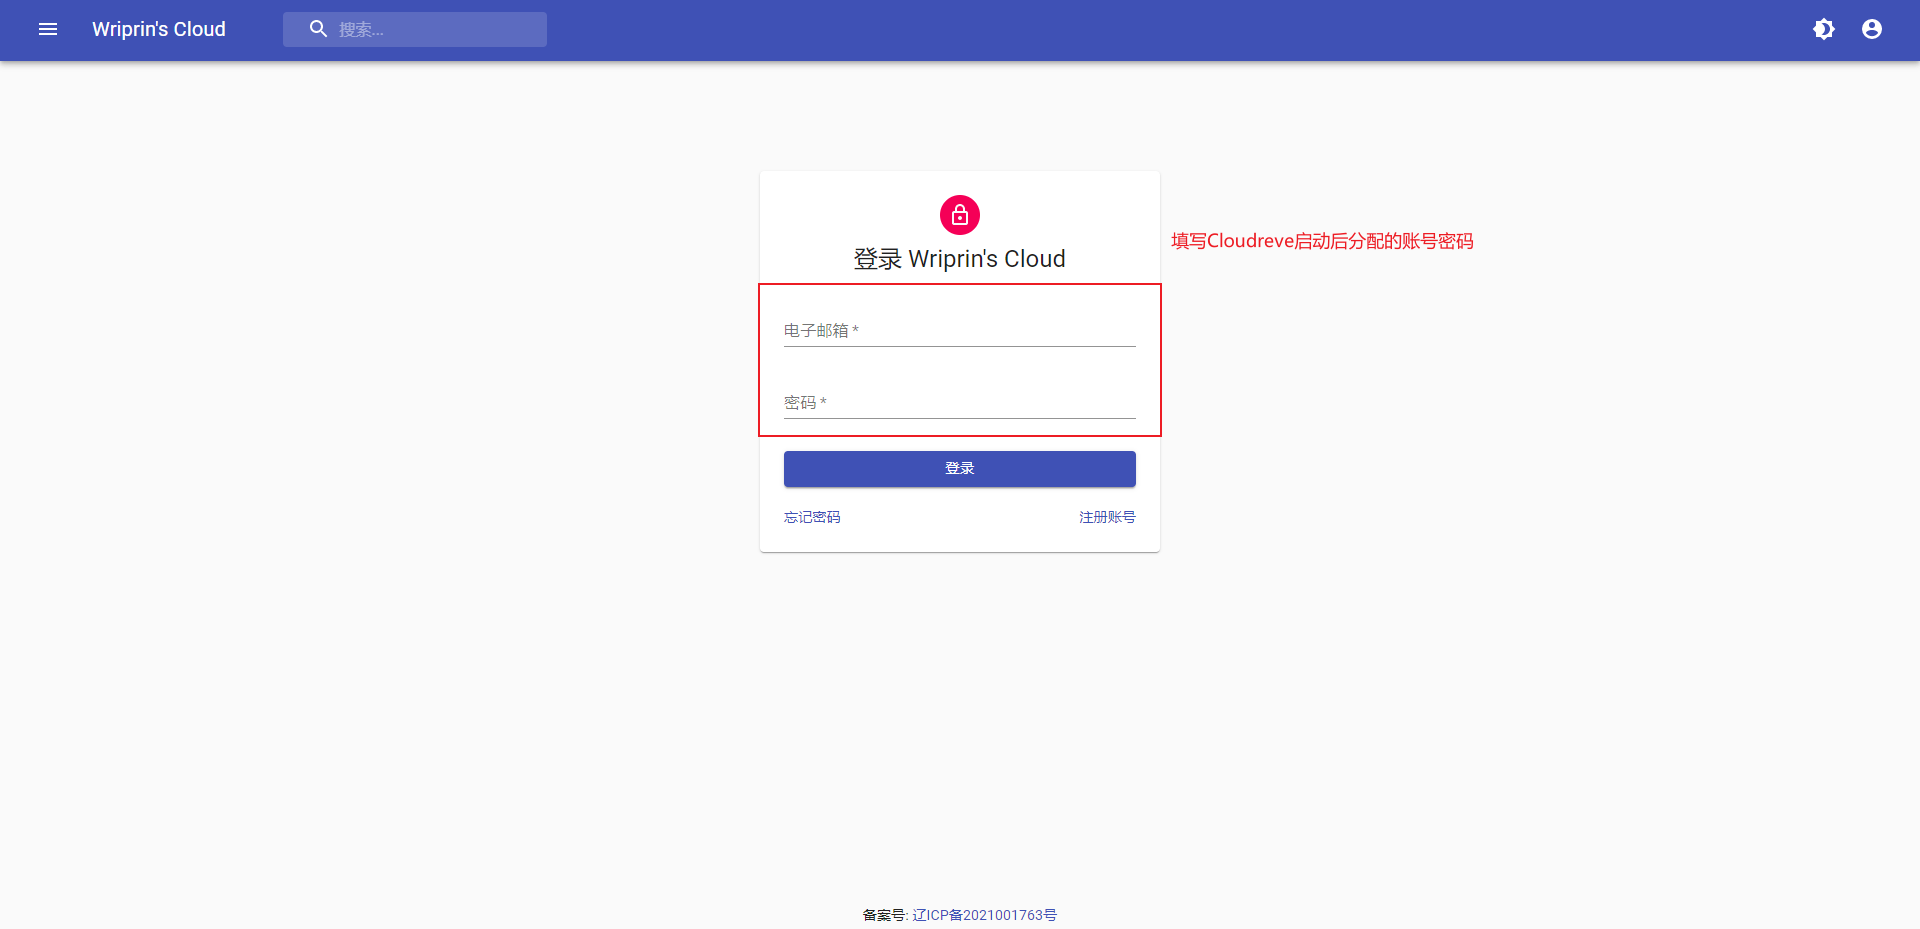 Wriprin's Cloud
搜索...
登录 Wriprin's Cloud
填写Cloudreve启动后分配的账号密码
电子邮箱 *
密码 *
登录
忘记密码
注册账号
备案号: 辽ICP备2021001763号